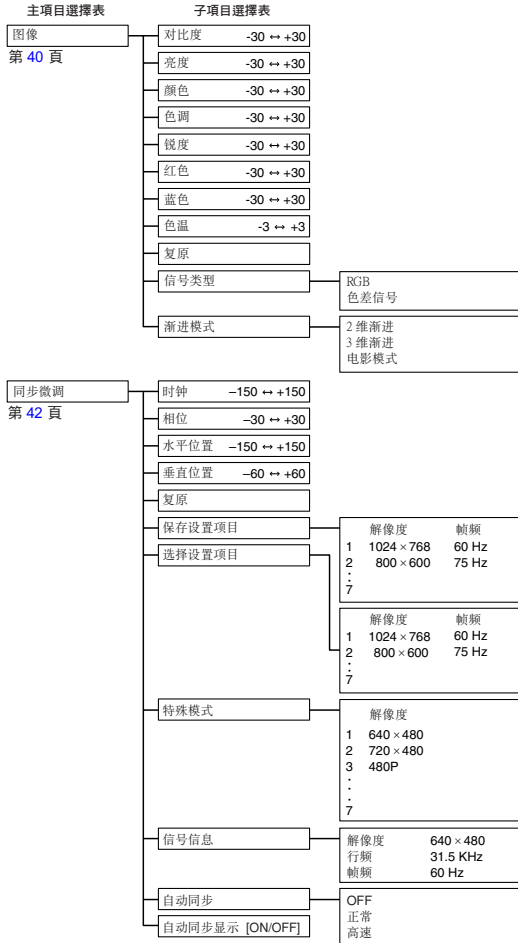 主項目選擇表
子項目選擇表
图像
第 40 頁
对比度 -30 ↔ +30
亮度 -30 ↔ +30
颜色 -30 ↔ +30
色调 -30 ↔ +30
锐度 -30 ↔ +30
红色 -30 ↔ +30
蓝色 -30 ↔ +30
色温 -3 ↔ +3
复原
信号类型
RGB
色差信号
渐进模式
2 维渐进
3 维渐进
电影模式
同步微调
第 42 頁
时钟 –150 ↔ +150
相位 –30 ↔ +30
水平位置 –150 ↔ +150
垂直位置 –60 ↔ +60
复原
保存设置项目
解像度 帧频
1 1024 × 768 60 Hz
2 800 × 600 75 Hz
:
7
选择设置项目
解像度 帧频
1 1024 × 768 60 Hz
2 800 × 600 75 Hz
:
7
特殊模式
解像度
1 640 × 480
2 720 × 480
3 480P
·
·
·
7
信号信息
解像度 640 × 480
行频 31.5 KHz
帧频 60 Hz
自动同步
OFF
正常
高速
自动同步显示 [ON/OFF]